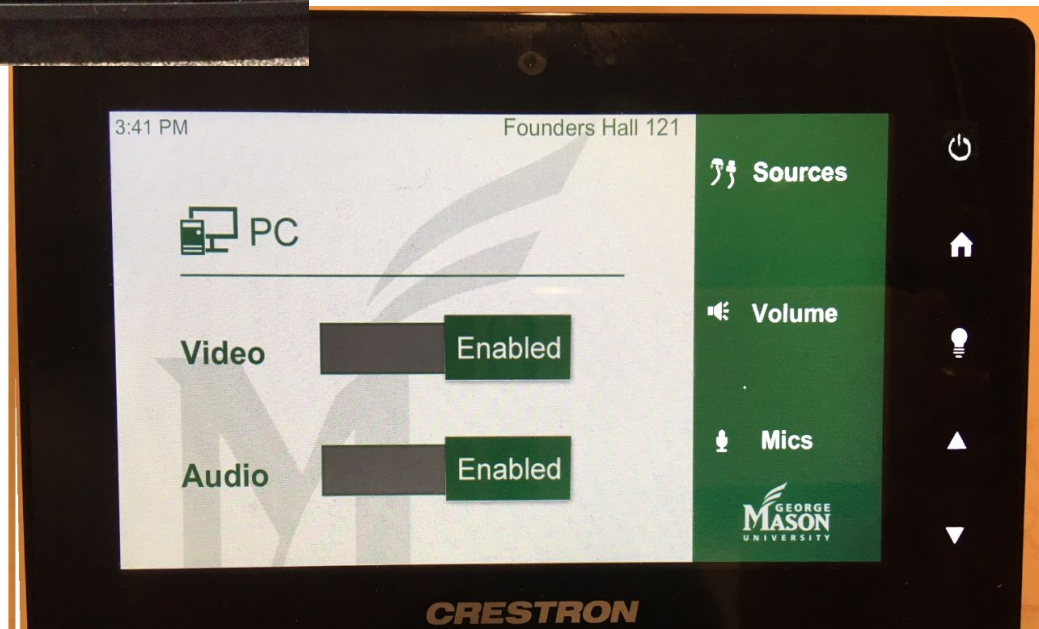 3:41 PM
Founders Hall 121
PC
Video
Enabled
Audio
Enabled
Sources
Volume
Mics
GEORGE
MASON
UNIVERSITY
CRESTRON